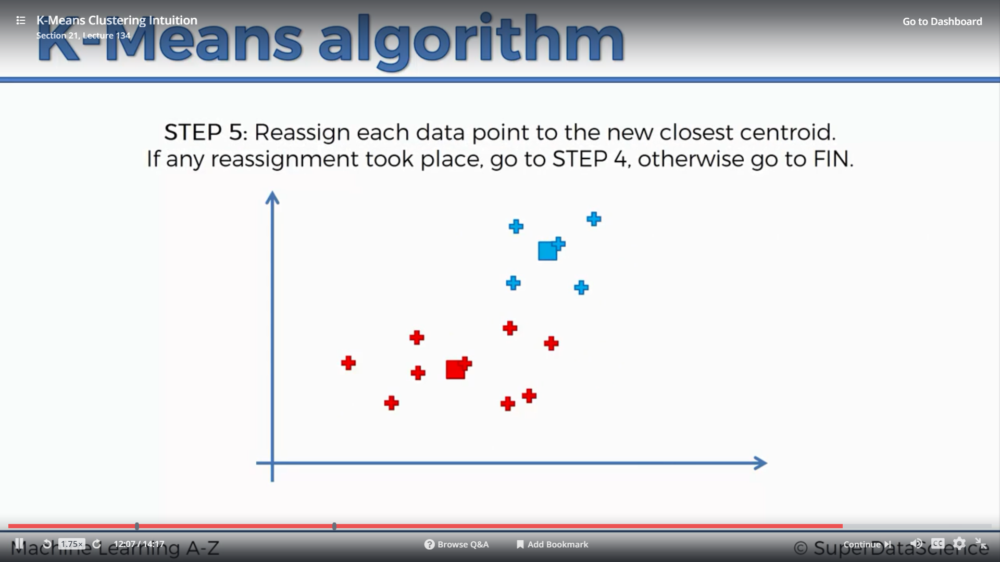 K-Means Clustering Intuition
Section 21, Lecture 134
Go to Dashboard
K-Means algorithm
STEP 5: Reassign each data point to the new closest centroid.
If any reassignment took place, go to STEP 4, otherwise go to FIN.
1.75×
12:07 / 14:17
? Browse Q&A
Add Bookmark
Continue
CC
Machine Learning A-Z
© SuperDataScience